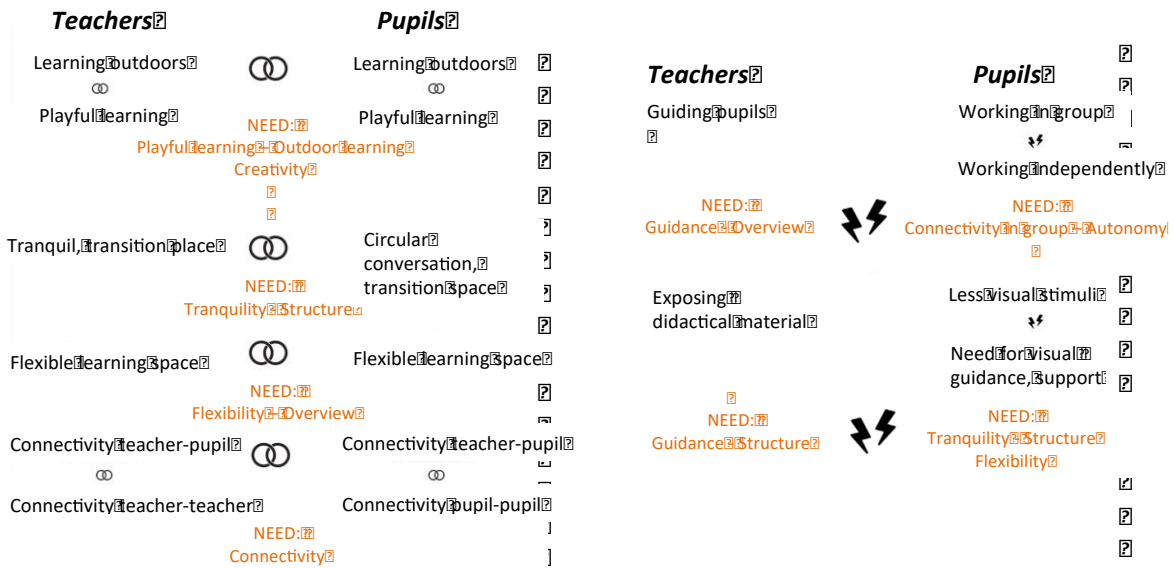 Teachers Pupils
Learning outdoors Learning outdoors
Playful learning Playful learning
NEED:
Playful learning – Outdoor learning
Creativity
Tranquil, transition place
Circular
conversation,
transition space
NEED:
Tranquility – Structure
Flexible learning space Flexible learning space
NEED:
Flexibility – Overview
Connectivity teacher-pupil Connectivity teacher-pupil
Connectivity teacher-teacher Connectivity pupil-pupil
NEED:
Connectivity
Teachers Pupils
Guiding pupils Working in group
Working independently
NEED:
Guidance – Overview
NEED:
Connectivity in group – Autonomy
Exposing
didactical material
Less visual stimuli
Need for visual
guidance, support
NEED:
Guidance – Structure
NEED:
Tranquility – Structure
Flexibility